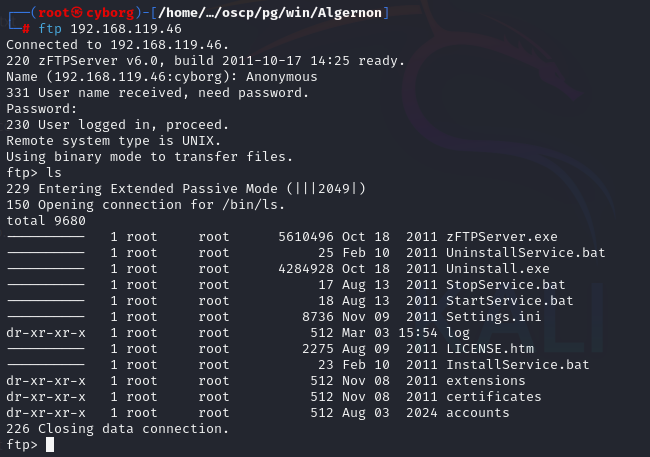 ┌──(root㉿cyborg)-[/home/…/oscp/pg/win/Algernon]
└─# ftp 192.168.119.46
Connected to 192.168.119.46.
220 zFTPServer v6.0, build 2011-10-17 14:25 ready.
Name (192.168.119.46:cyborg): Anonymous
331 User name received, need password.
Password:
230 User logged in, proceed.
Remote system type is UNIX.
Using binary mode to transfer files.
ftp> ls
229 Entering Extended Passive Mode (|||2049|)
150 Opening connection for /bin/ls.
total 9680
---------- 1 root root 5610496 Oct 18 2011 zFTPServer.exe
---------- 1 root root 25 Feb 10 2011 UninstallService.bat
---------- 1 root root 4284928 Oct 18 2011 Uninstall.exe
---------- 1 root root 17 Aug 13 2011 StopService.bat
---------- 1 root root 18 Aug 13 2011 StartService.bat
---------- 1 root root 8736 Nov 09 2011 Settings.ini
dr-xr-xr-x 1 root root 512 Mar 03 15:54 log
---------- 1 root root 2275 Aug 09 2011 LICENSE.htm
---------- 1 root root 23 Feb 10 2011 InstallService.bat
dr-xr-xr-x 1 root root 512 Nov 08 2011 extensions
dr-xr-xr-x 1 root root 512 Nov 08 2011 certificates
dr-xr-xr-x 1 root root 512 Aug 03 2024 accounts
226 Closing data connection.
ftp>